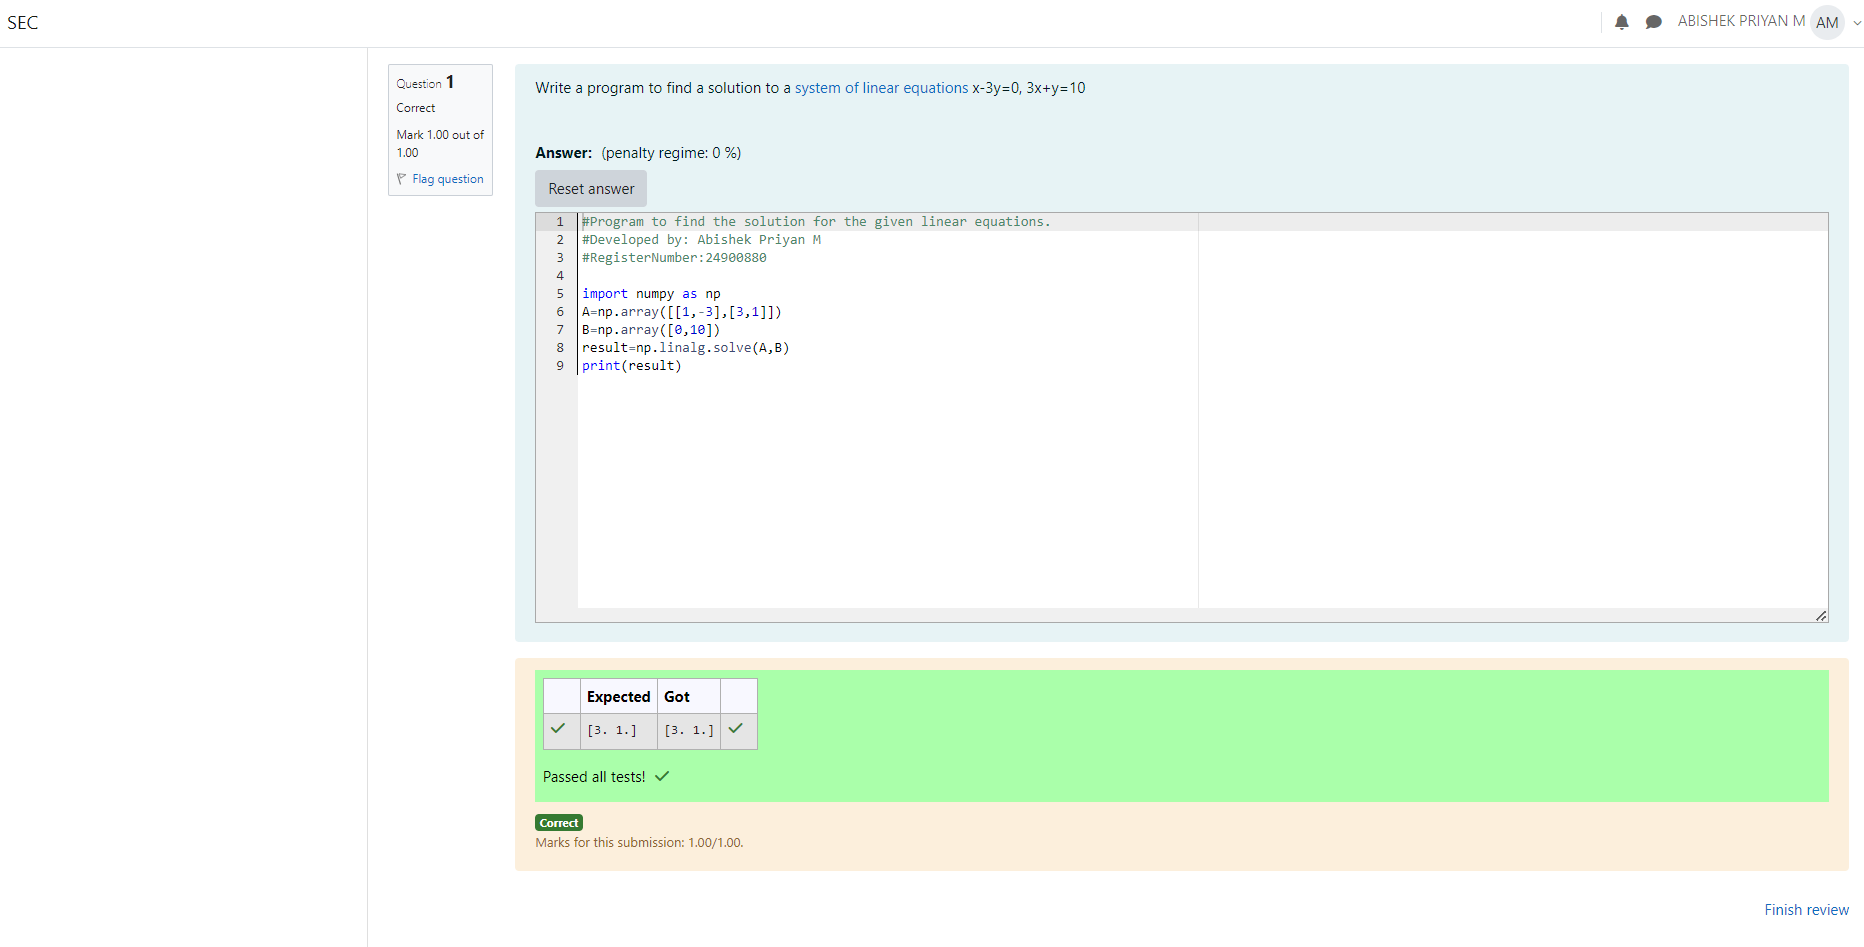 SEC
ABISHEK PRIYAN M AM
Question 1
Correct
Mark 1.00 out of
1.00
Flag question
Write a program to find a solution to a system of linear equations x-3y=0, 3x+y=10
Answer: (penalty regime: 0 %)
Reset answer
1 #Program to find the solution for the given linear equations.
2 #Developed by: Abishek Priyan M
3 #RegisterNumber:24900880
4
5 import numpy as np
6 A=np.array([[1,-3],[3,1]])
7 B=np.array([0,10])
8 result=np.linalg.solve(A,B)
9 print(result)
Expected Got
[3. 1.] [3. 1.]
Passed all tests!
Correct
Marks for this submission: 1.00/1.00.
Finish review